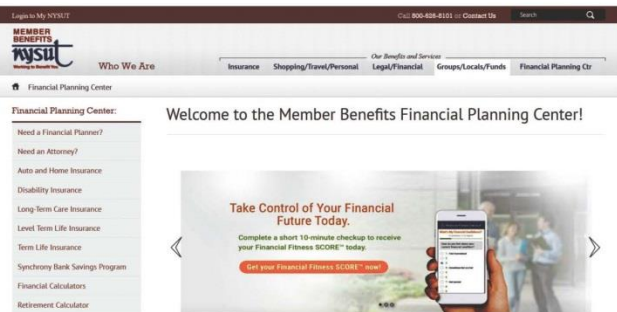 Login to My NYSUT
Call 800-626-8101 or Contact Us
Search
MEMBER
BENEFITS
nysut
Working to Benefit You
Who We Are
Our Benefits and Services
Insurance Shopping/Travel/Personal Legal/Financial Groups/Locals/Funds Financial Planning Ctr
Financial Planning Center
Financial Planning Center:
Need a Financial Planner?
Need an Attorney?
Auto and Home Insurance
Disability Insurance
Long-Term Care Insurance
Level Term Life Insurance
Term Life Insurance
Synchrony Bank Savings Program
Financial Calculators
Retirement Calculator
Welcome to the Member Benefits Financial Planning Center!
Take Control of Your Financial
Future Today.
Complete a short 10-minute checkup to receive
your Financial Fitness SCORE™ today.
Get your Financial Fitness SCORE™ now!